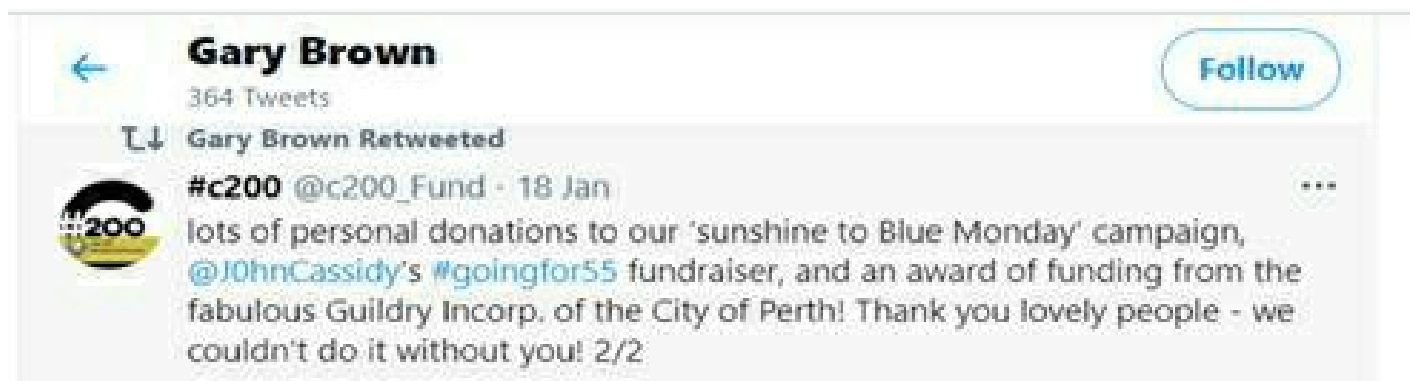 Gary Brown
Follow
364 Tweets
Gary Brown Retweeted
#c200 @c200_Fund · 18 Jan
#200
lots of personal donations to our 'sunshine to Blue Monday' campaign,
@J0hnCassidy's #goingfor55 fundraiser, and an award of funding from the
fabulous Guildry Incorp. of the City of Perth! Thank you lovely people - we
couldn't do it without you! 2/2